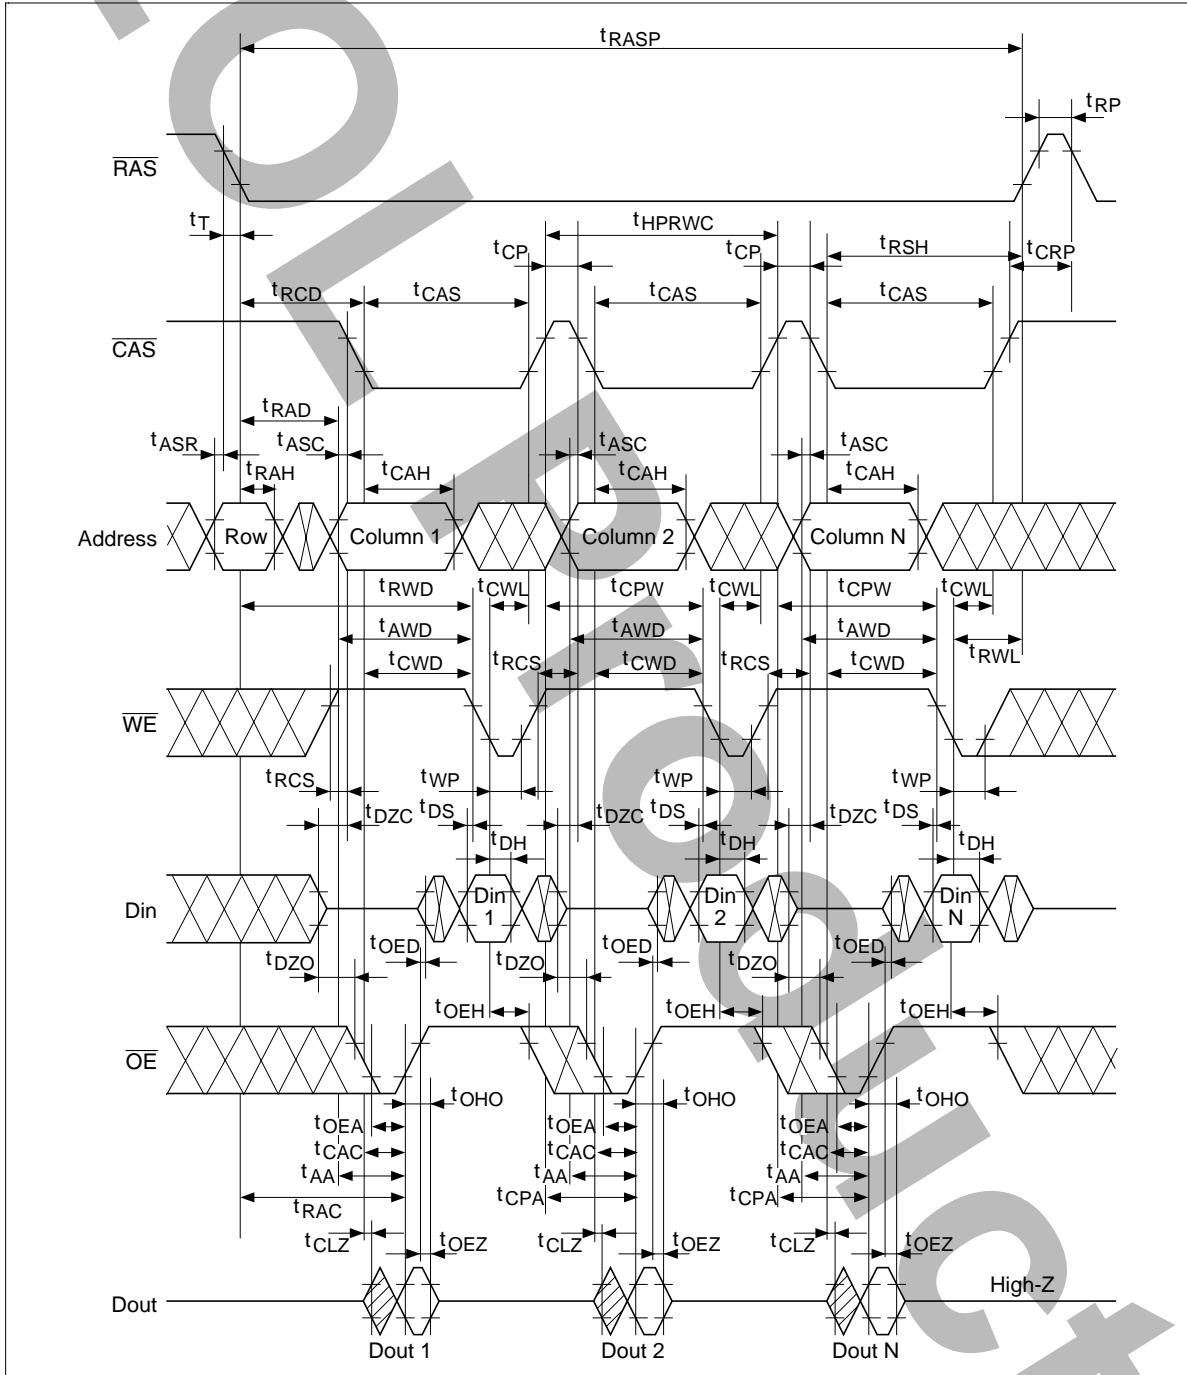 EOL Product
tRASP
tRP
RAS
tT
tHPRWC
tCP
tCP
tRSH
tCRP
tRCD
tCAS
tCAS
tCAS
CAS
tRAD
tASR
tASC
tASC
tASC
tRAH
tCAH
tCAH
tCAH
Address
Row
Column 1
Column 2
Column N
tRWD
tCWL
tCPW
tCWL
tCPW
tCWL
tAWD
tAWD
tAWD
tRCS
tCWD
tRCS
tCWD
tCWD
tRWL
WE
tRCS
tWP
tWP
tWP
tDZC
tDS
tDZC
tDS
tDZC
tDS
tDH
tDH
tDH
Din
Din 1
Din 2
Din N
tOED
tOED
tOED
tDZO
tDZO
tDZO
tOEH
tOEH
tOEH
OE
tOHO
tOHO
tOHO
tOEA
tOEA
tOEA
tCAC
tCAC
tCAC
tAA
tAA
tAA
tRAC
tCPA
tCPA
tCLZ
tOEZ
tCLZ
tOEZ
tCLZ
tOEZ
High-Z
Dout
Dout 1
Dout 2
Dout N